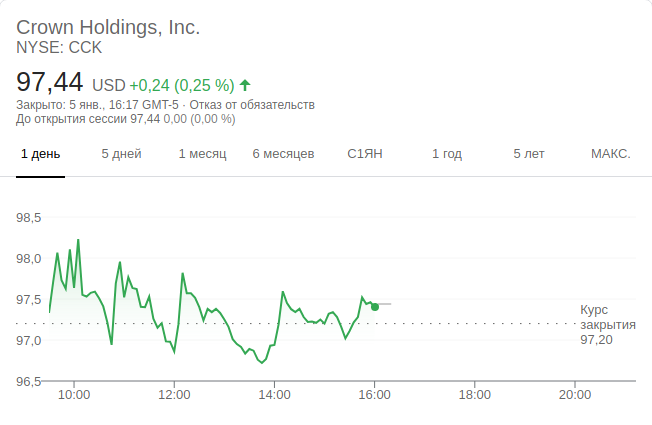 Crown Holdings, Inc.
NYSE: CCK
97,44 USD +0,24 (0,25 %)
Закрыто: 5 янв., 16:17 GMT-5 · Отказ от обязательств
До открытия сессии 97,44 0,00 (0,00 %)
1 день 5 дней 1 месяц 6 месяцев С1ЯН 1 год 5 лет МАКС.
98,5
98,0
97,5
Курс
закрытия
97,20
97,0
96,5
10:00 12:00 14:00 16:00 18:00 20:00